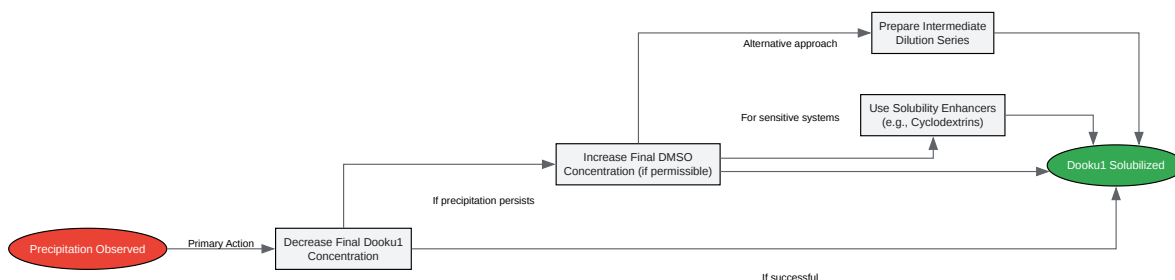 Prepare Intermediate
Dilution Series
Alternative approach
Use Solubility Enhancers
(e.g., Cyclodextrins)
For sensitive systems
Increase Final DMSO
Concentration (if permissible)
Dooku1 Solubilized
If precipitation persists
Precipitation Observed
Primary Action
Decrease Final Dooku1
Concentration
If successful